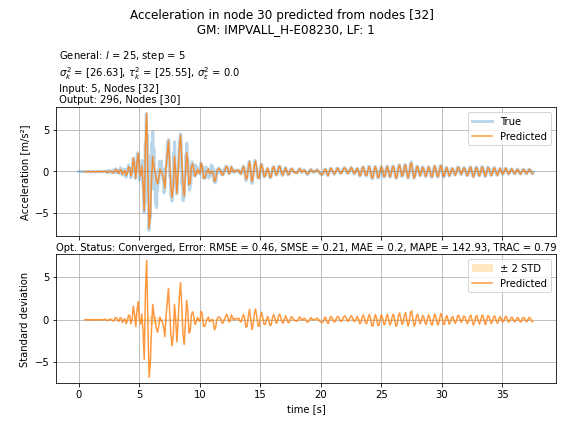 Acceleration in node 30 predicted from nodes [32]
GM: IMPVALL_H-E08230, LF: 1
General: l = 25, step = 5
σ²ₖ = [26.63], τ²ₖ = [25.55], σ²ε = 0.0
Input: 5, Nodes [32]
Output: 296, Nodes [30]
Acceleration [m/s²]
5
0
−5
True
Predicted
Opt. Status: Converged, Error: RMSE = 0.46, SMSE = 0.21, MAE = 0.2, MAPE = 142.93, TRAC = 0.79
Standard deviation
5
0
−5
± 2 STD
Predicted
0 5 10 15 20 25 30 35
time [s]